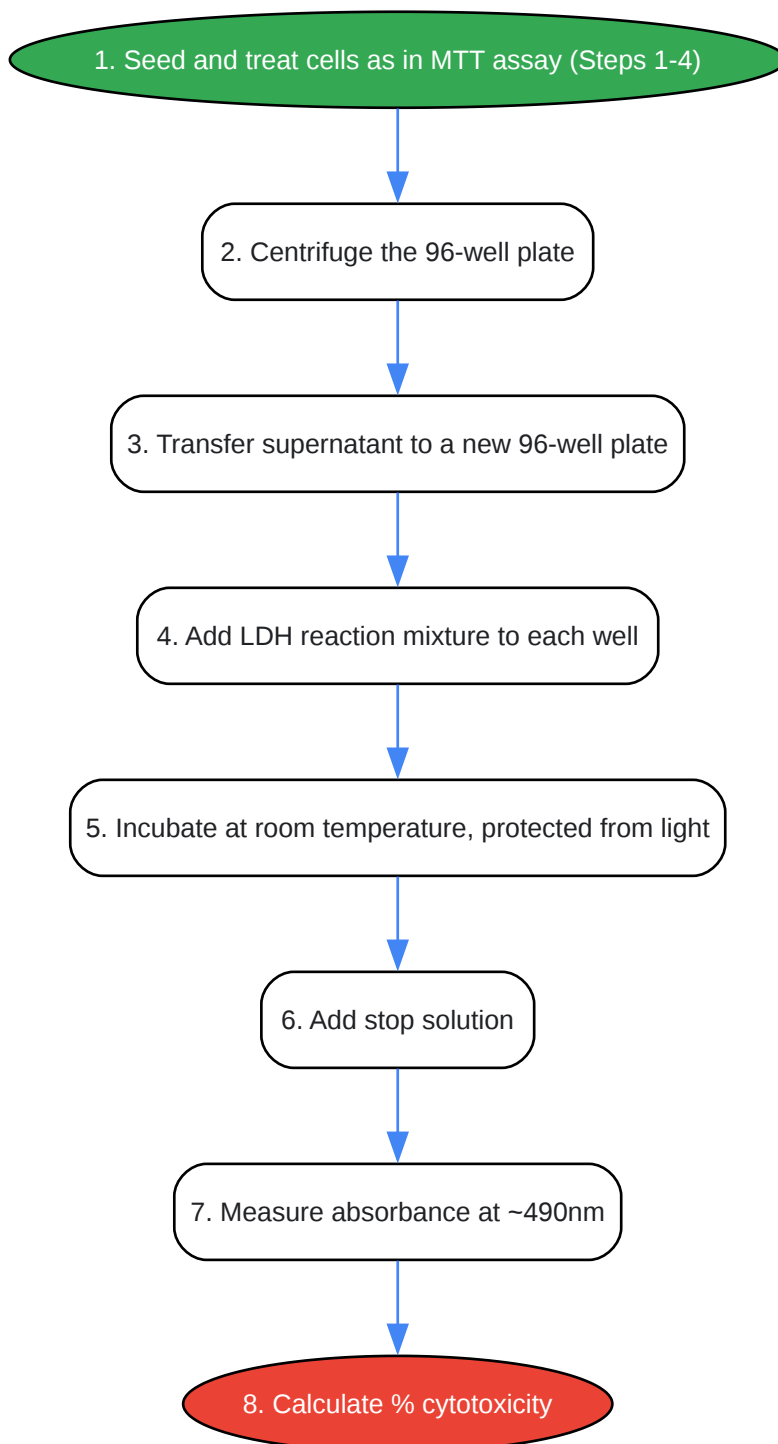 1. Seed and treat cells as in MTT assay (Steps 1-4)
2. Centrifuge the 96-well plate
3. Transfer supernatant to a new 96-well plate
4. Add LDH reaction mixture to each well
5. Incubate at room temperature, protected from light
6. Add stop solution
7. Measure absorbance at ~490nm
8. Calculate % cytotoxicity